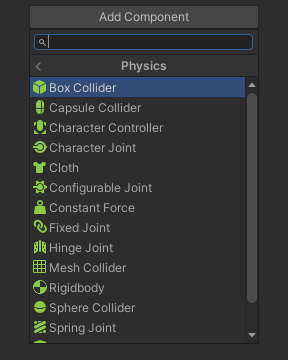 Add Component
Physics
Box Collider
Capsule Collider
Character Controller
Character Joint
Cloth
Configurable Joint
Constant Force
Fixed Joint
Hinge Joint
Mesh Collider
Rigidbody
Sphere Collider
Spring Joint